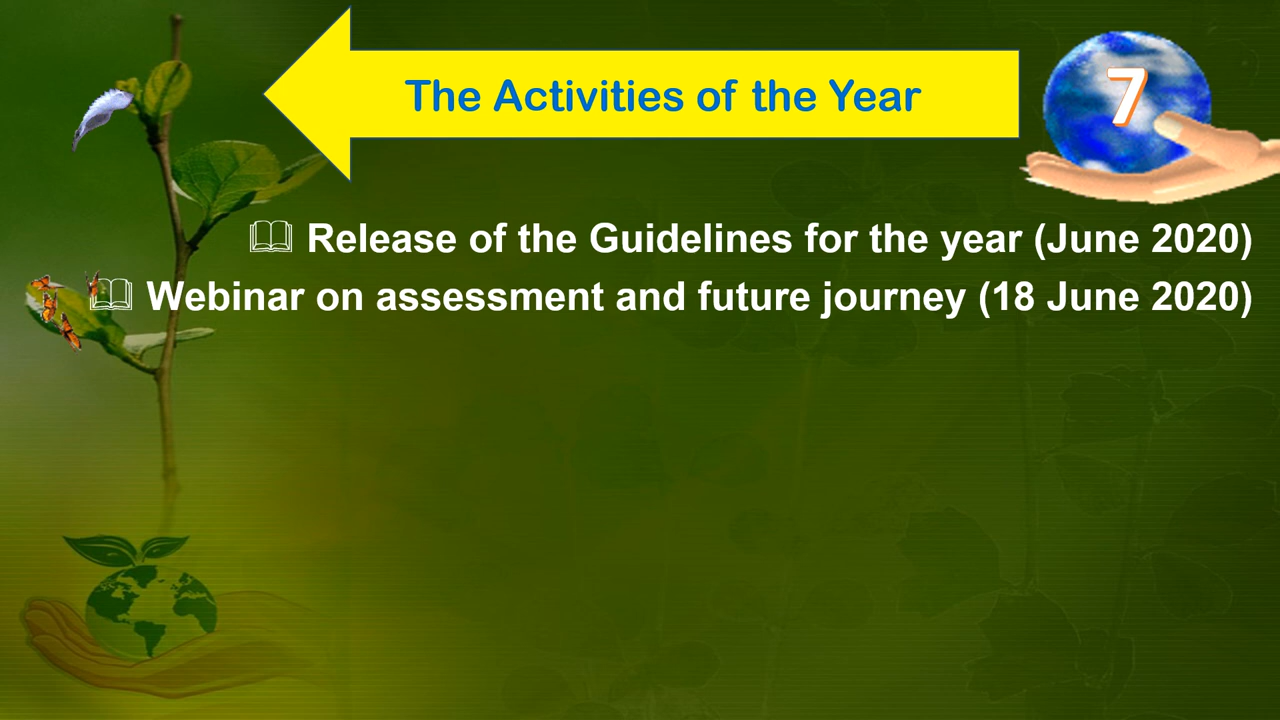 The Activities of the Year
7
🕮 Release of the Guidelines for the year (June 2020)
🕮 Webinar on assessment and future journey (18 June 2020)